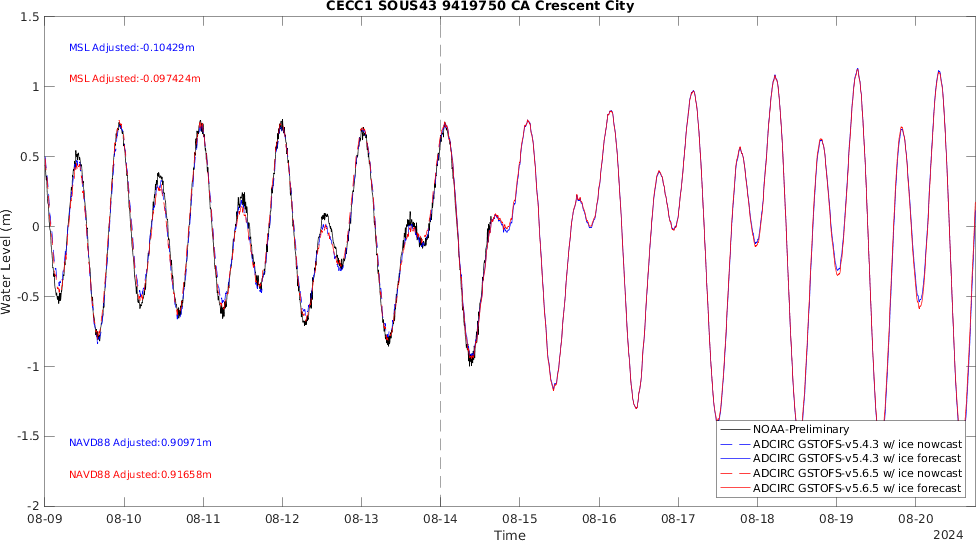 CECC1 SOUS43 9419750 CA Crescent City
1.5
1
0.5
0
-0.5
-1
-1.5
-2
Water Level (m)
MSL Adjusted:-0.10429m
MSL Adjusted:-0.097424m
NAVD88 Adjusted:0.90971m
NAVD88 Adjusted:0.91658m
NOAA-Preliminary
ADCIRC GSTOFS-v5.4.3 w/ ice nowcast
ADCIRC GSTOFS-v5.4.3 w/ ice forecast
ADCIRC GSTOFS-v5.6.5 w/ ice nowcast
ADCIRC GSTOFS-v5.6.5 w/ ice forecast
08-09 08-10 08-11 08-12 08-13 08-14 08-15 08-16 08-17 08-18 08-19 08-20
Time
2024